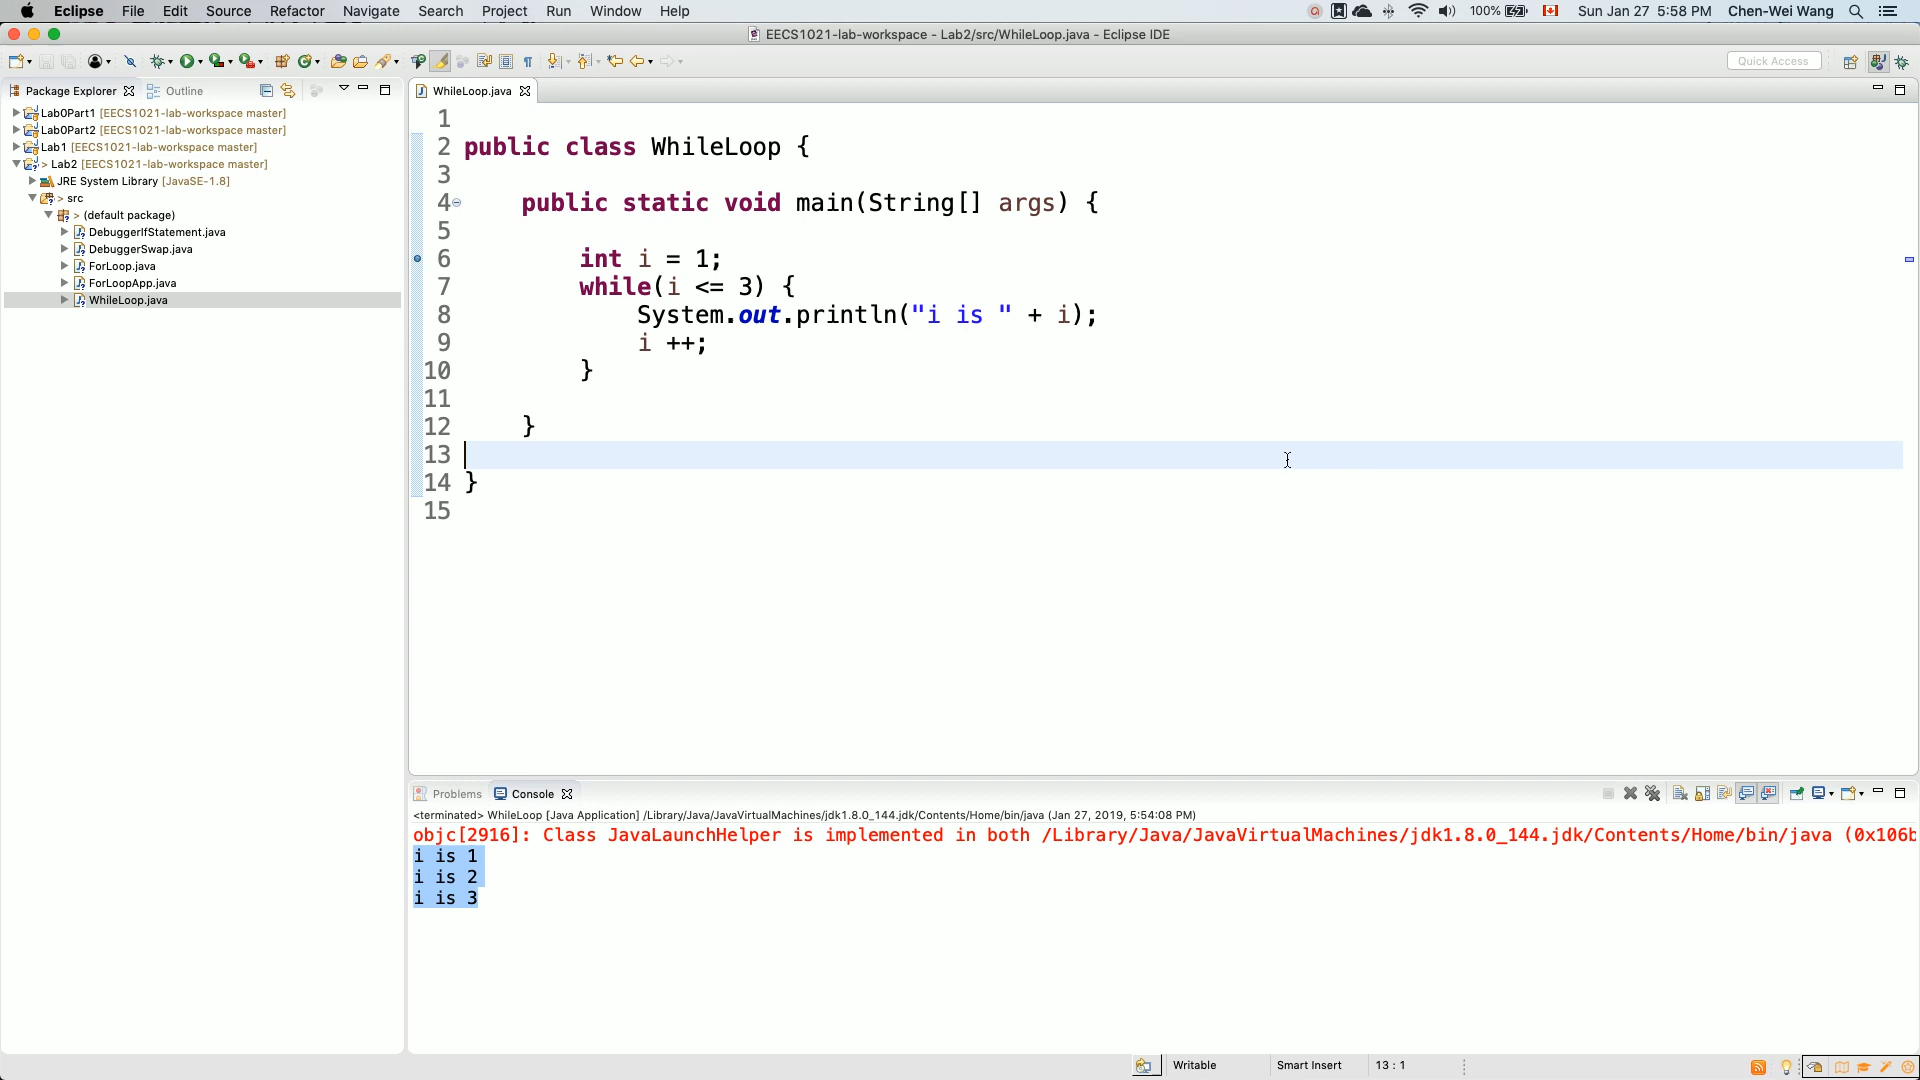 Eclipse File Edit Source Refactor Navigate Search Project Run Window Help 100% Sun Jan 27 5:58 PM Chen-Wei Wang
EECS1021-lab-workspace - Lab2/src/WhileLoop.java - Eclipse IDE
Quick Access
Package Explorer Outline
Lab0Part1 [EECS1021-lab-workspace master]
Lab0Part2 [EECS1021-lab-workspace master]
Lab1 [EECS1021-lab-workspace master]
> Lab2 [EECS1021-lab-workspace master]
JRE System Library [JavaSE-1.8]
> src
> (default package)
DebuggerIfStatement.java
DebuggerSwap.java
ForLoop.java
ForLoopApp.java
WhileLoop.java
WhileLoop.java
1
2 public class WhileLoop {
3
4 public static void main(String[] args) {
5
6 int i = 1;
7 while(i <= 3) {
8 System.out.println("i is " + i);
9 i ++;
10 }
11
12 }
13
14 }
15
Problems Console
<terminated> WhileLoop [Java Application] /Library/Java/JavaVirtualMachines/jdk1.8.0_144.jdk/Contents/Home/bin/java (Jan 27, 2019, 5:54:08 PM)
objc[2916]: Class JavaLaunchHelper is implemented in both /Library/Java/JavaVirtualMachines/jdk1.8.0_144.jdk/Contents/Home/bin/java (0x106b
i is 1
i is 2
i is 3
Writable Smart Insert 13 : 1